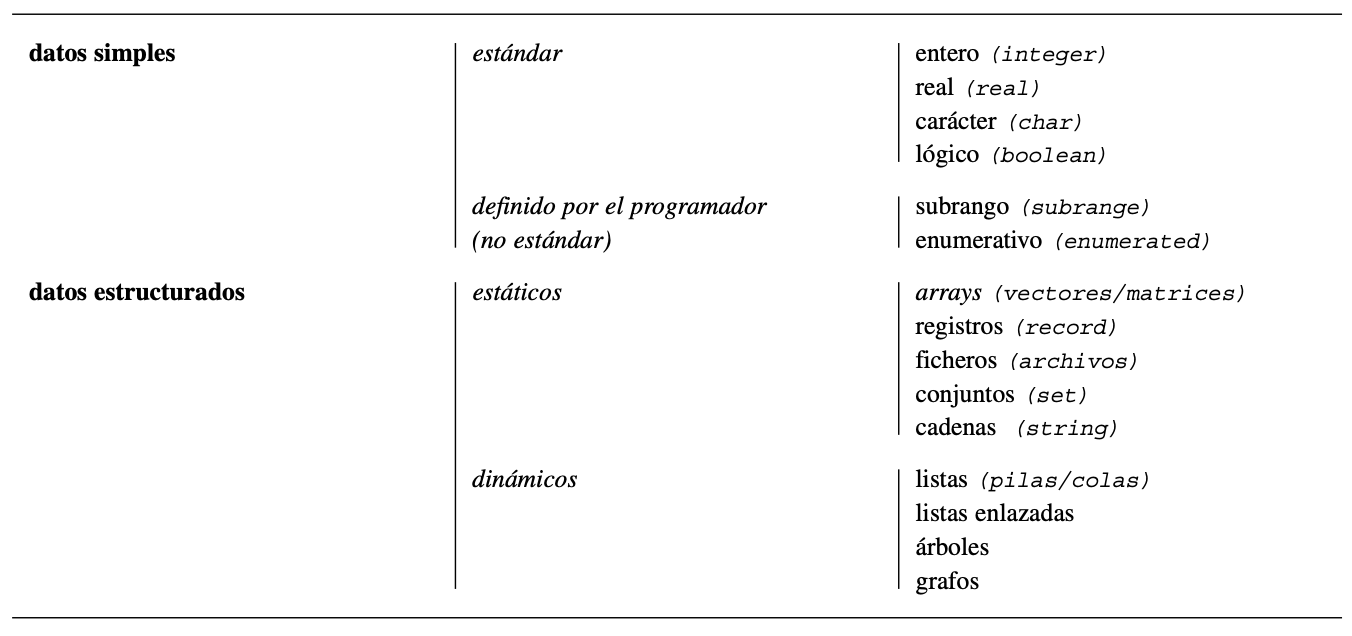 datos simples estándar entero (integer)
real (real)
carácter (char)
lógico (boolean)
definido por el programador subrango (subrange)
(no estándar) enumerativo (enumerated)
datos estructurados estáticos arrays (vectores/matrices)
registros (record)
ficheros (archivos)
conjuntos (set)
cadenas (string)
dinámicos listas (pilas/colas)
listas enlazadas
árboles
grafos